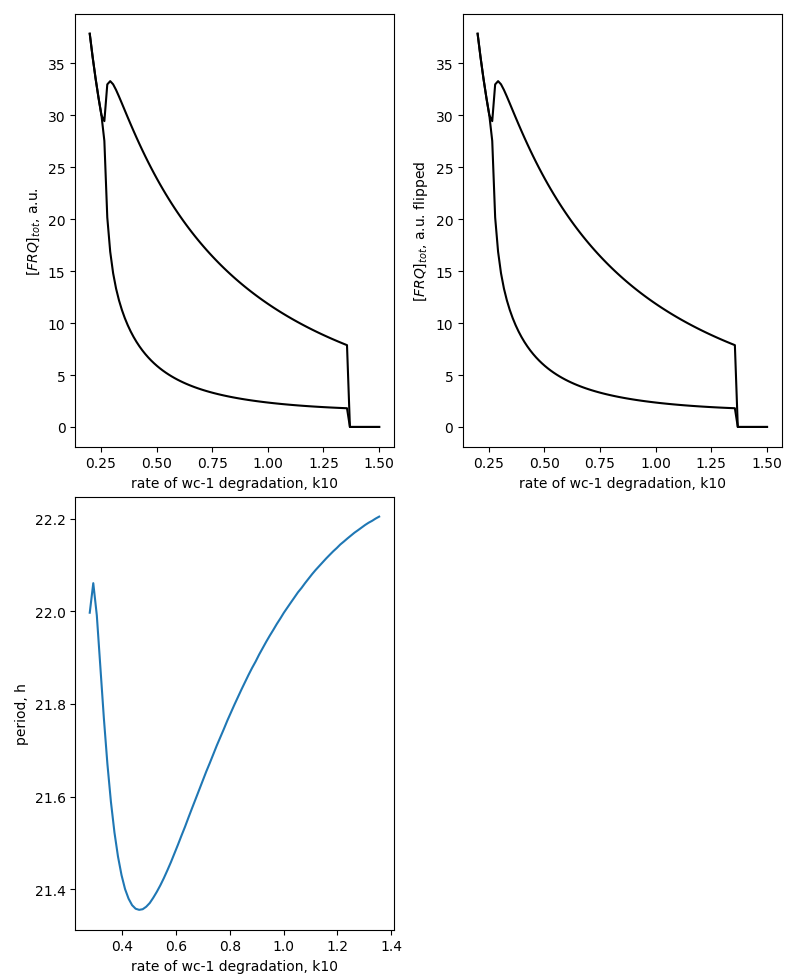 35
30
25
20
15
10
5
0
[FRQ]tot, a.u.
0.25 0.50 0.75 1.00 1.25 1.50
rate of wc-1 degradation, k10
35
30
25
20
15
10
5
0
[FRQ]tot, a.u. flipped
0.25 0.50 0.75 1.00 1.25 1.50
rate of wc-1 degradation, k10
22.2
22.0
21.8
21.6
21.4
period, h
0.4 0.6 0.8 1.0 1.2 1.4
rate of wc-1 degradation, k10